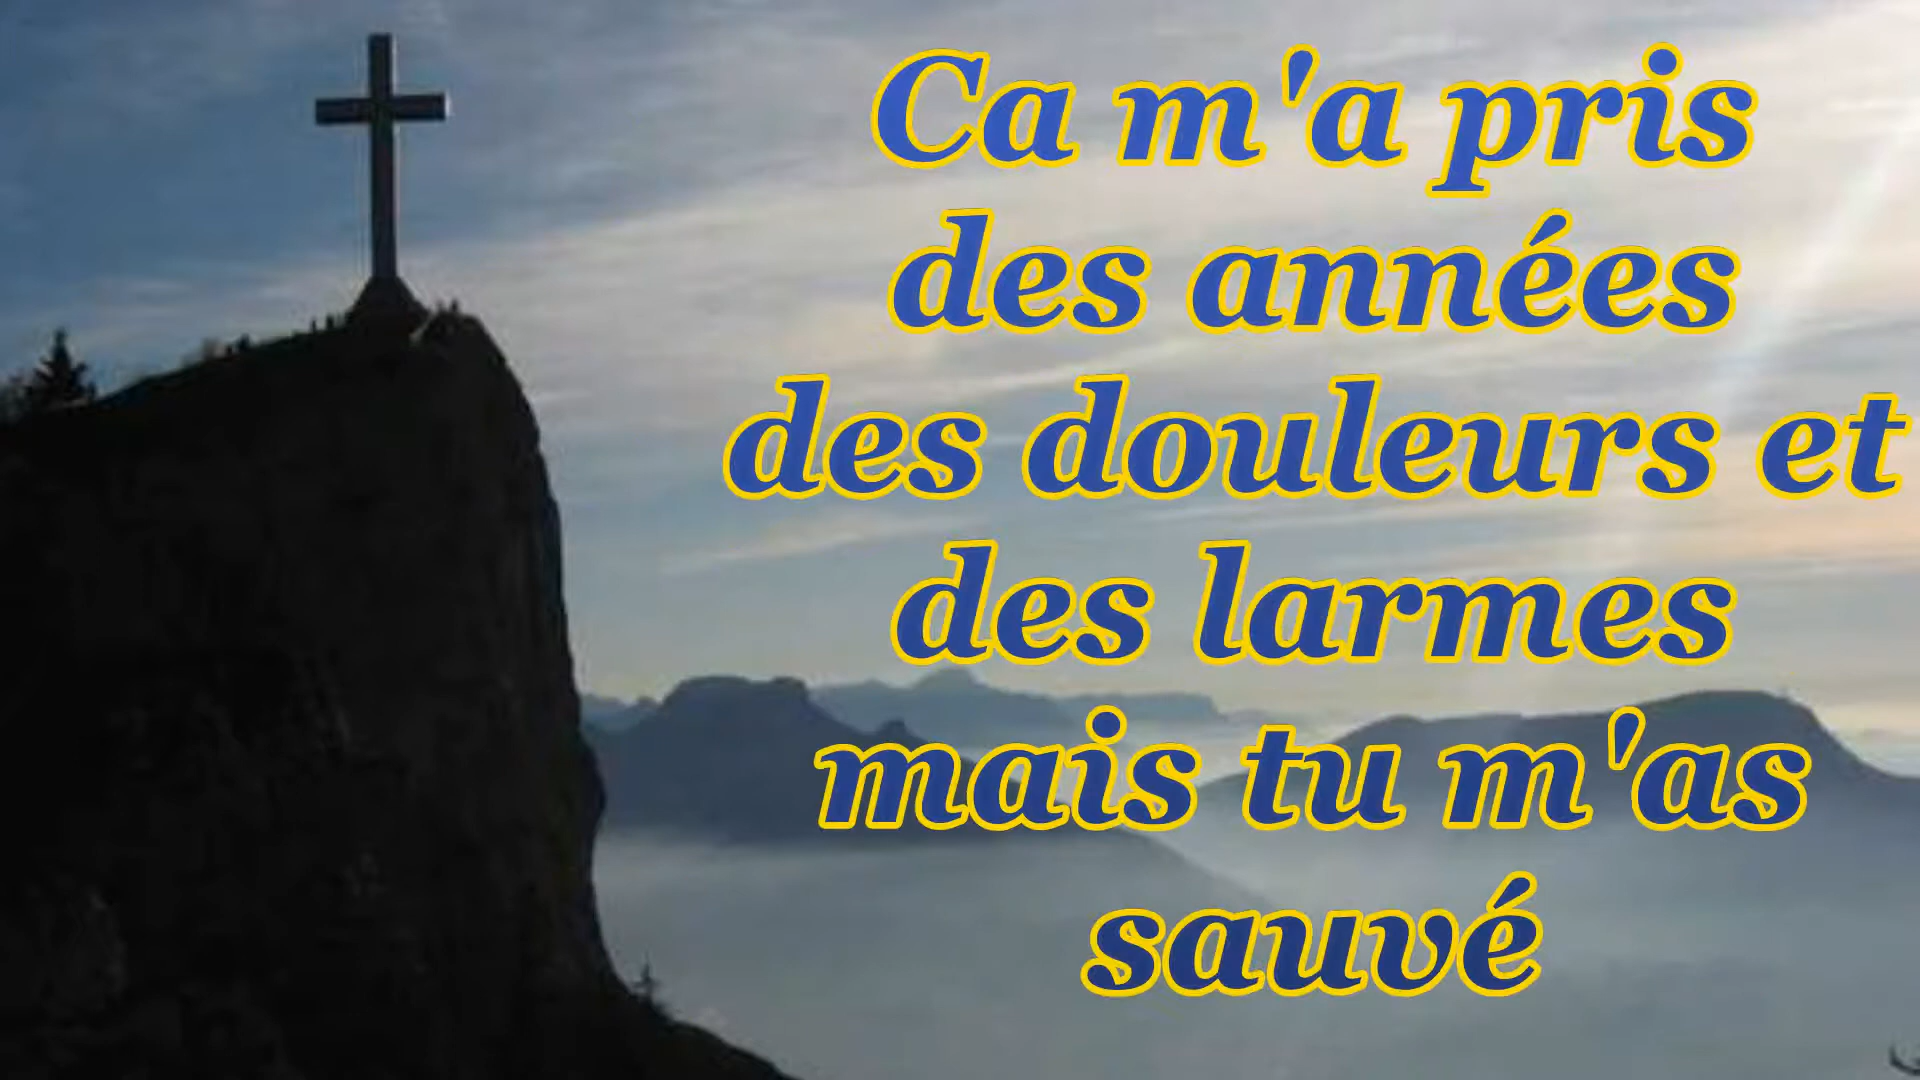 Ca m'a pris
des années
des douleurs et
des larmes
mais tu m'as
sauvé